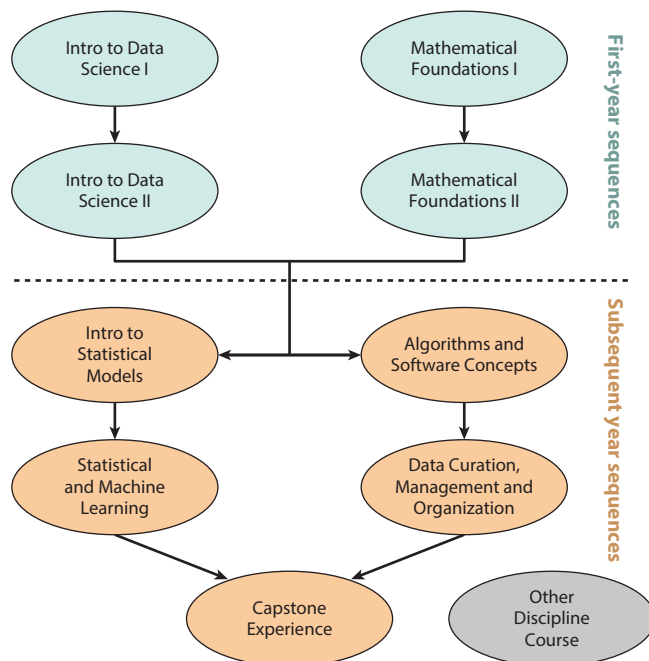 Intro to Data
Science I
Mathematical
Foundations I
First-year sequences
Intro to Data
Science II
Mathematical
Foundations II
Intro to
Statistical
Models
Algorithms and
Software Concepts
Subsequent year sequences
Statistical
and Machine
Learning
Data Curation,
Management and
Organization
Capstone
Experience
Other
Discipline
Course